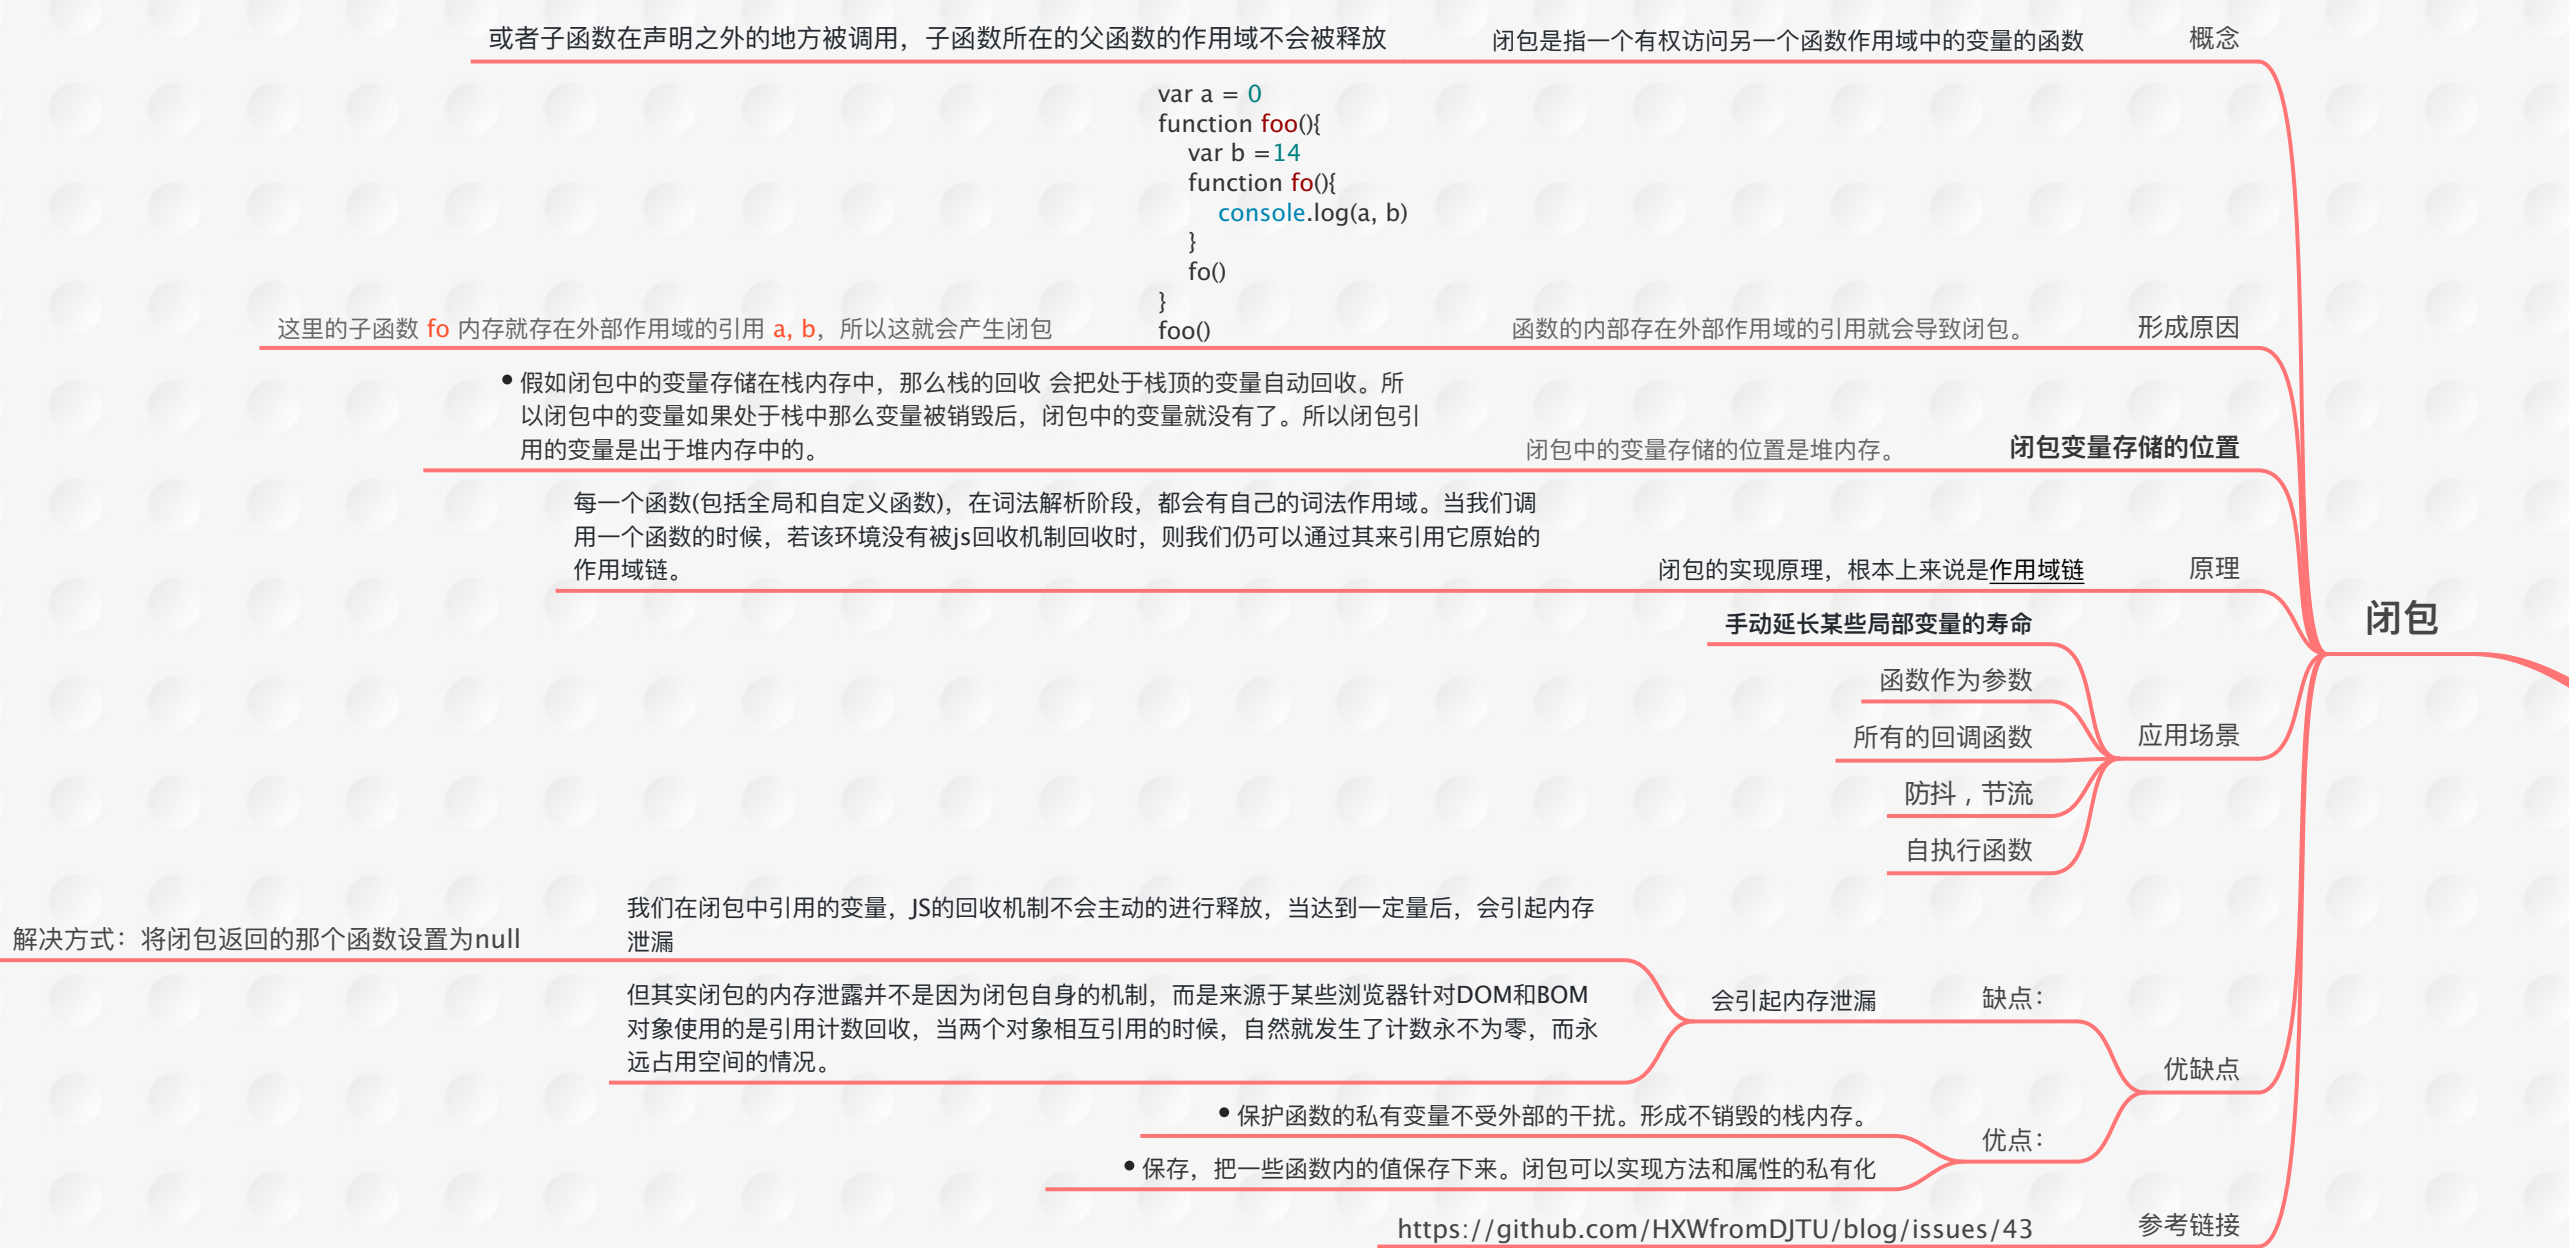 闭包
概念
闭包是指一个有权访问另一个函数作用域中的变量的函数
或者子函数在声明之外的地方被调用，子函数所在的父函数的作用域不会被释放
形成原因
函数的内部存在外部作用域的引用就会导致闭包。
var a = 0
function foo(){
var b =14
function fo(){
console.log(a, b)
}
fo()
}
foo()
这里的子函数 fo 内存就存在外部作用域的引用 a, b，所以这就会产生闭包
闭包变量存储的位置
闭包中的变量存储的位置是堆内存。
• 假如闭包中的变量存储在栈内存中，那么栈的回收 会把处于栈顶的变量自动回收。所
以闭包中的变量如果处于栈中那么变量被销毁后，闭包中的变量就没有了。所以闭包引
用的变量是出于堆内存中的。
原理
闭包的实现原理，根本上来说是作用域链
每一个函数(包括全局和自定义函数)，在词法解析阶段，都会有自己的词法作用域。当我们调
用一个函数的时候，若该环境没有被js回收机制回收时，则我们仍可以通过其来引用它原始的
作用域链。
应用场景
手动延长某些局部变量的寿命
函数作为参数
所有的回调函数
防抖，节流
自执行函数
优缺点
缺点：
会引起内存泄漏
我们在闭包中引用的变量，JS的回收机制不会主动的进行释放，当达到一定量后，会引起内存
泄漏
解决方式：将闭包返回的那个函数设置为null
但其实闭包的内存泄露并不是因为闭包自身的机制，而是来源于某些浏览器针对DOM和BOM
对象使用的是引用计数回收，当两个对象相互引用的时候，自然就发生了计数永不为零，而永
远占用空间的情况。
优点：
• 保护函数的私有变量不受外部的干扰。形成不销毁的栈内存。
• 保存，把一些函数内的值保存下来。闭包可以实现方法和属性的私有化
参考链接
https://github.com/HXWfromDJTU/blog/issues/43